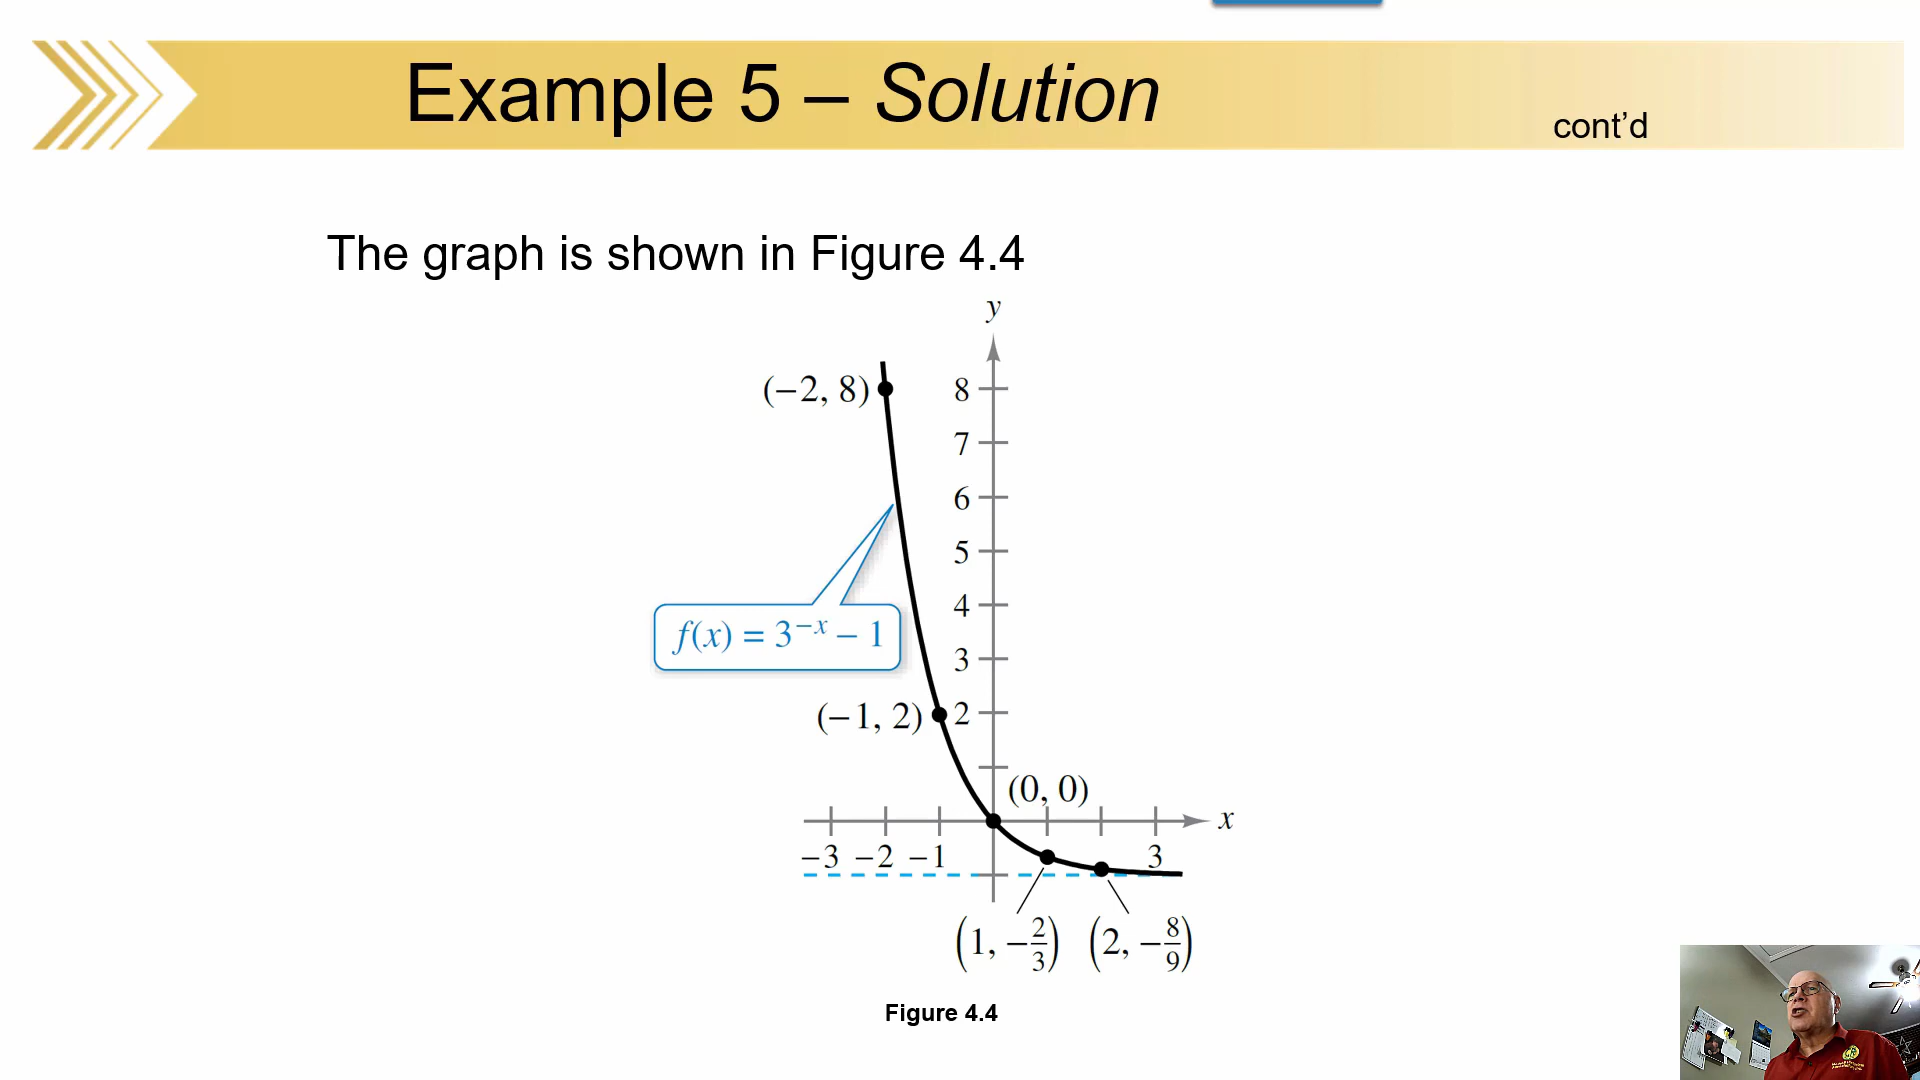 Example 5 – Solution
cont’d
The graph is shown in Figure 4.4
y
(−2, 8)
8
7
6
5
4
f(x) = 3^{−x} − 1
3
(−1, 2)
2
(0, 0)
x
−3 −2 −1 3
(1, −2/3) (2, −8/9)
Figure 4.4